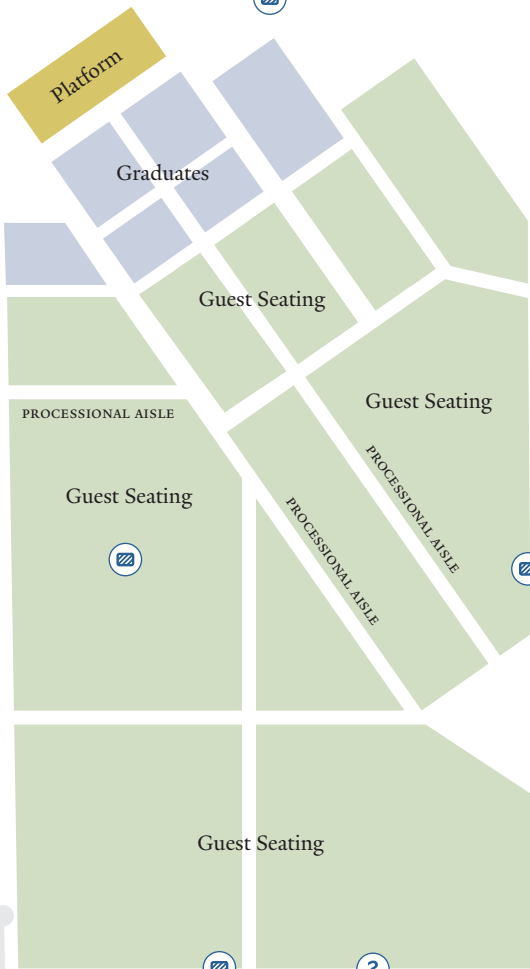 Platform
Graduates
Guest Seating
Guest Seating
PROCESSIONAL AISLE
PROCESSIONAL AISLE
Guest Seating
PROCESSIONAL AISLE
Guest Seating
?